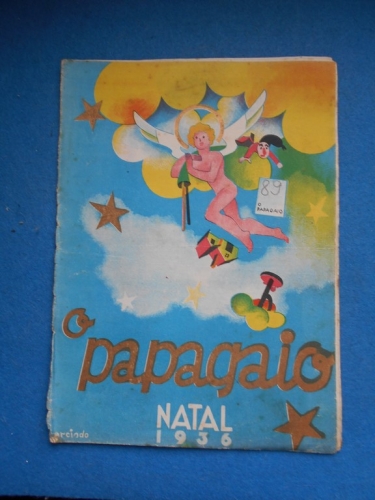 89
O
PAPAGAIO
o papagaio
NATAL
1936
arcindo